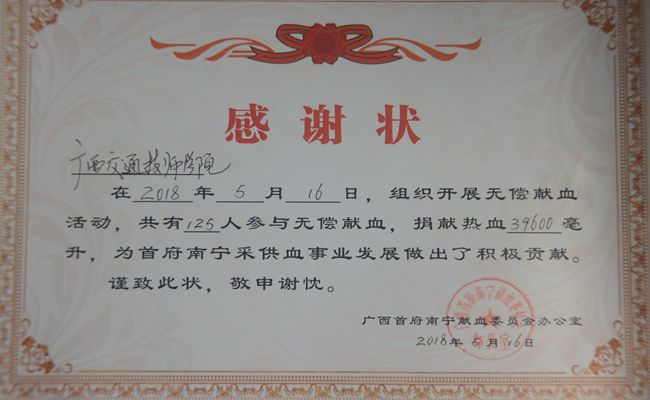 感谢状
广西交通技师学院
在2018年5月16日，组织开展无偿献血
活动，共有125人参与无偿献血，捐献热血39600毫
升，为首府南宁采供血事业发展做出了积极贡献。
谨致此状，敬申谢忱。
广西首府南宁献血委员会办公室
2018年5月16日